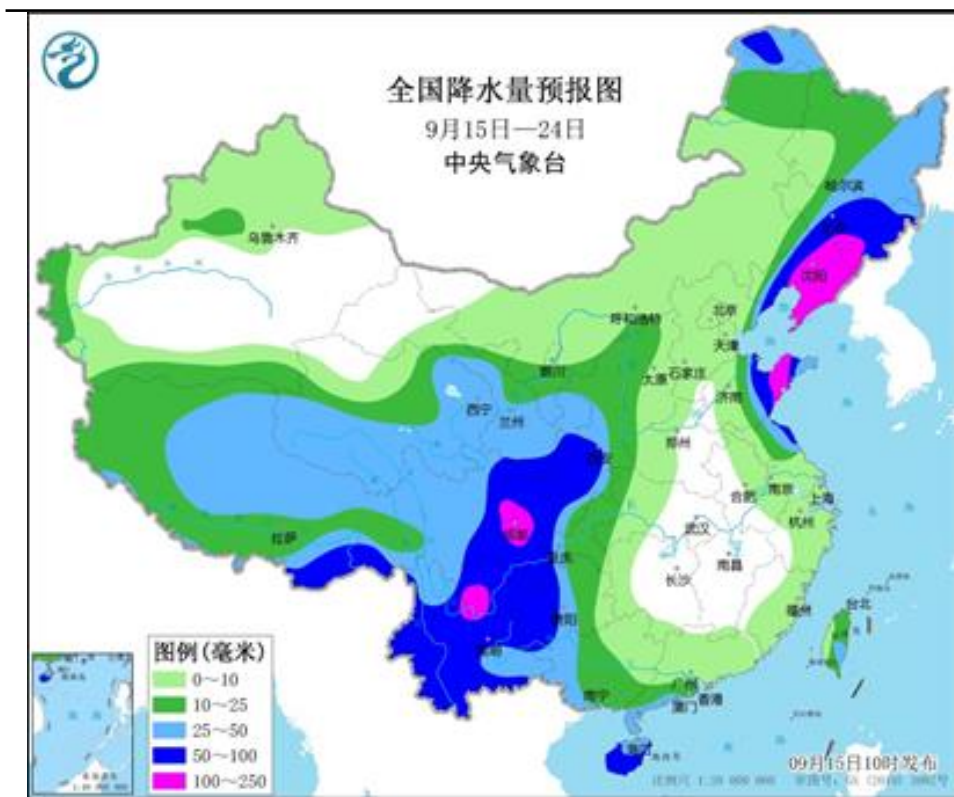 全国降水量预报图
9月15日—24日
中央气象台
哈尔滨
乌鲁木齐
沈阳
呼和浩特
北京
天津
银川
太原
石家庄
济南
西宁
兰州
郑州
西安
合肥
南京
上海
成都
拉萨
武汉
杭州
重庆
长沙
南昌
贵阳
福州
台北
昆明
南宁
广州
香港
澳门
海口
图例(毫米)
0～10
10～25
25～50
50～100
100～250
09月15日10时发布